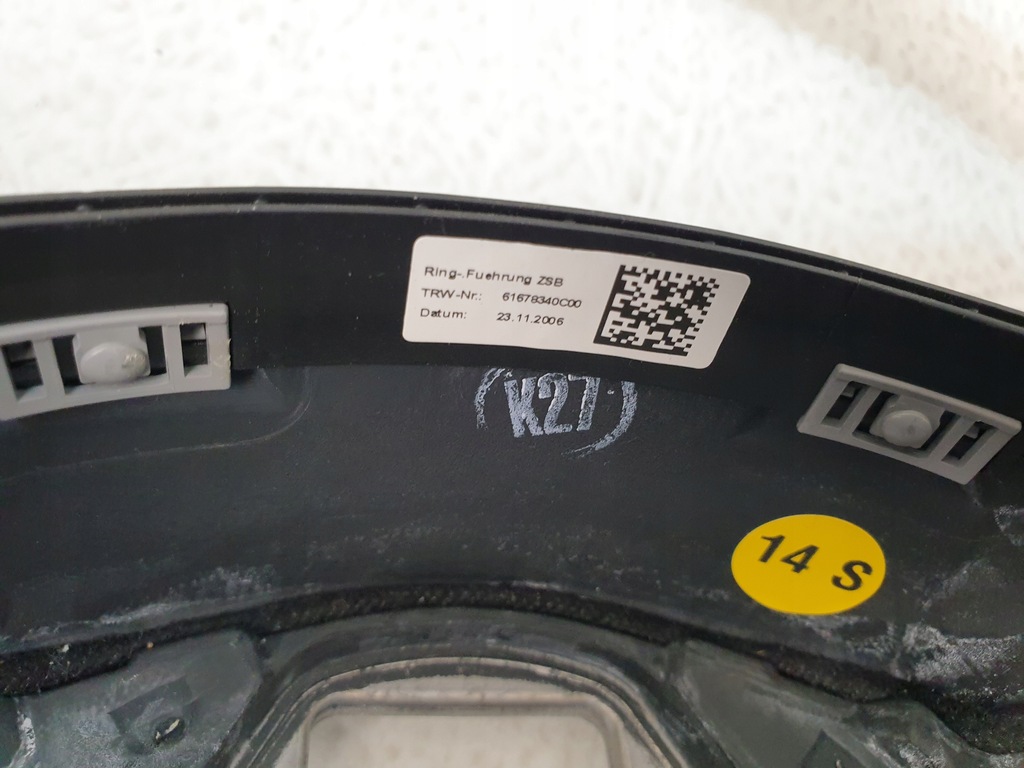 Ring-.Fuehrung ZSB
TRW-Nr.: 61678340C00
Datum: 23.11.2006
(K27)
14 S